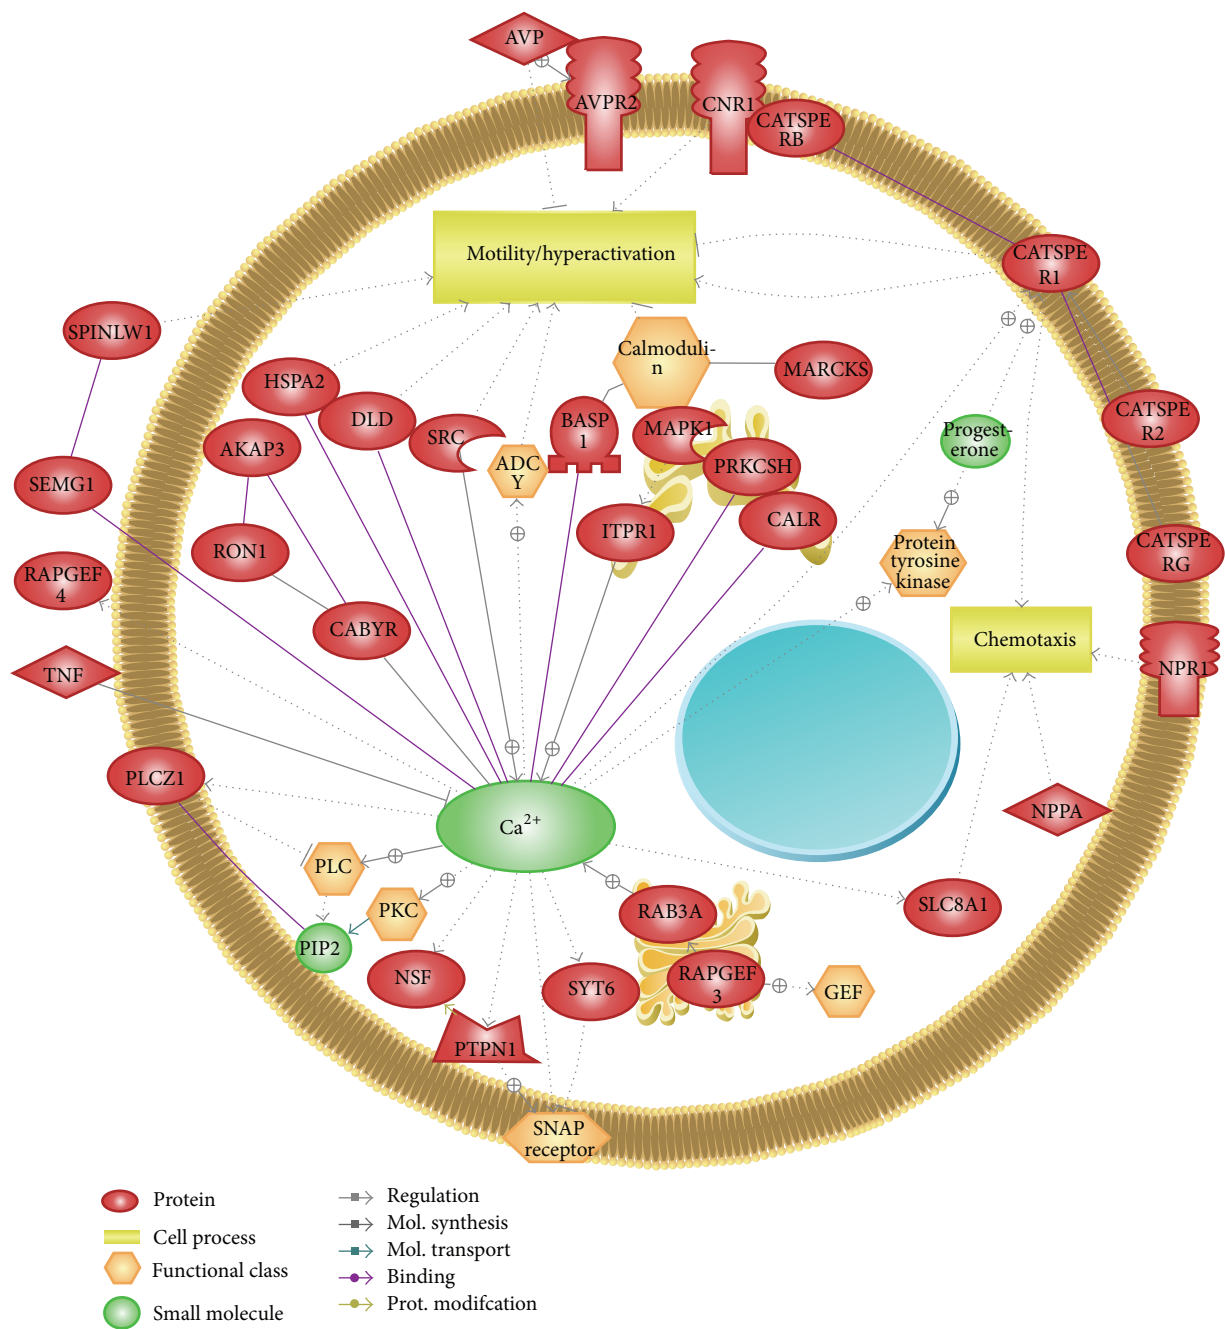 AVP
AVPR2
CNR1
CATSPE
RB
Motility/hyperactivation
CATSPE
R1
SPINLW1
Calmoduli-
n
MARCKS
HSPA2
DLD
SRC
BASP
1
MAPK1
CATSPE
R2
AKAP3
ADC
Y
PRKCSH
Progest-
erone
SEMG1
CALR
RON1
ITPR1
Protein
tyrosine
kinase
CATSPE
RG
RAPGEF
4
CABYR
Chemotaxis
TNF
NPR1
PLCZ1
Ca2+
NPPA
PLC
PKC
RAB3A
SLC8A1
PIP2
NSF
SYT6
RAPGEF
3
GEF
PTPN1
SNAP
receptor
Protein
Cell process
Functional class
Small molecule
Regulation
Mol. synthesis
Mol. transport
Binding
Prot. modifcation